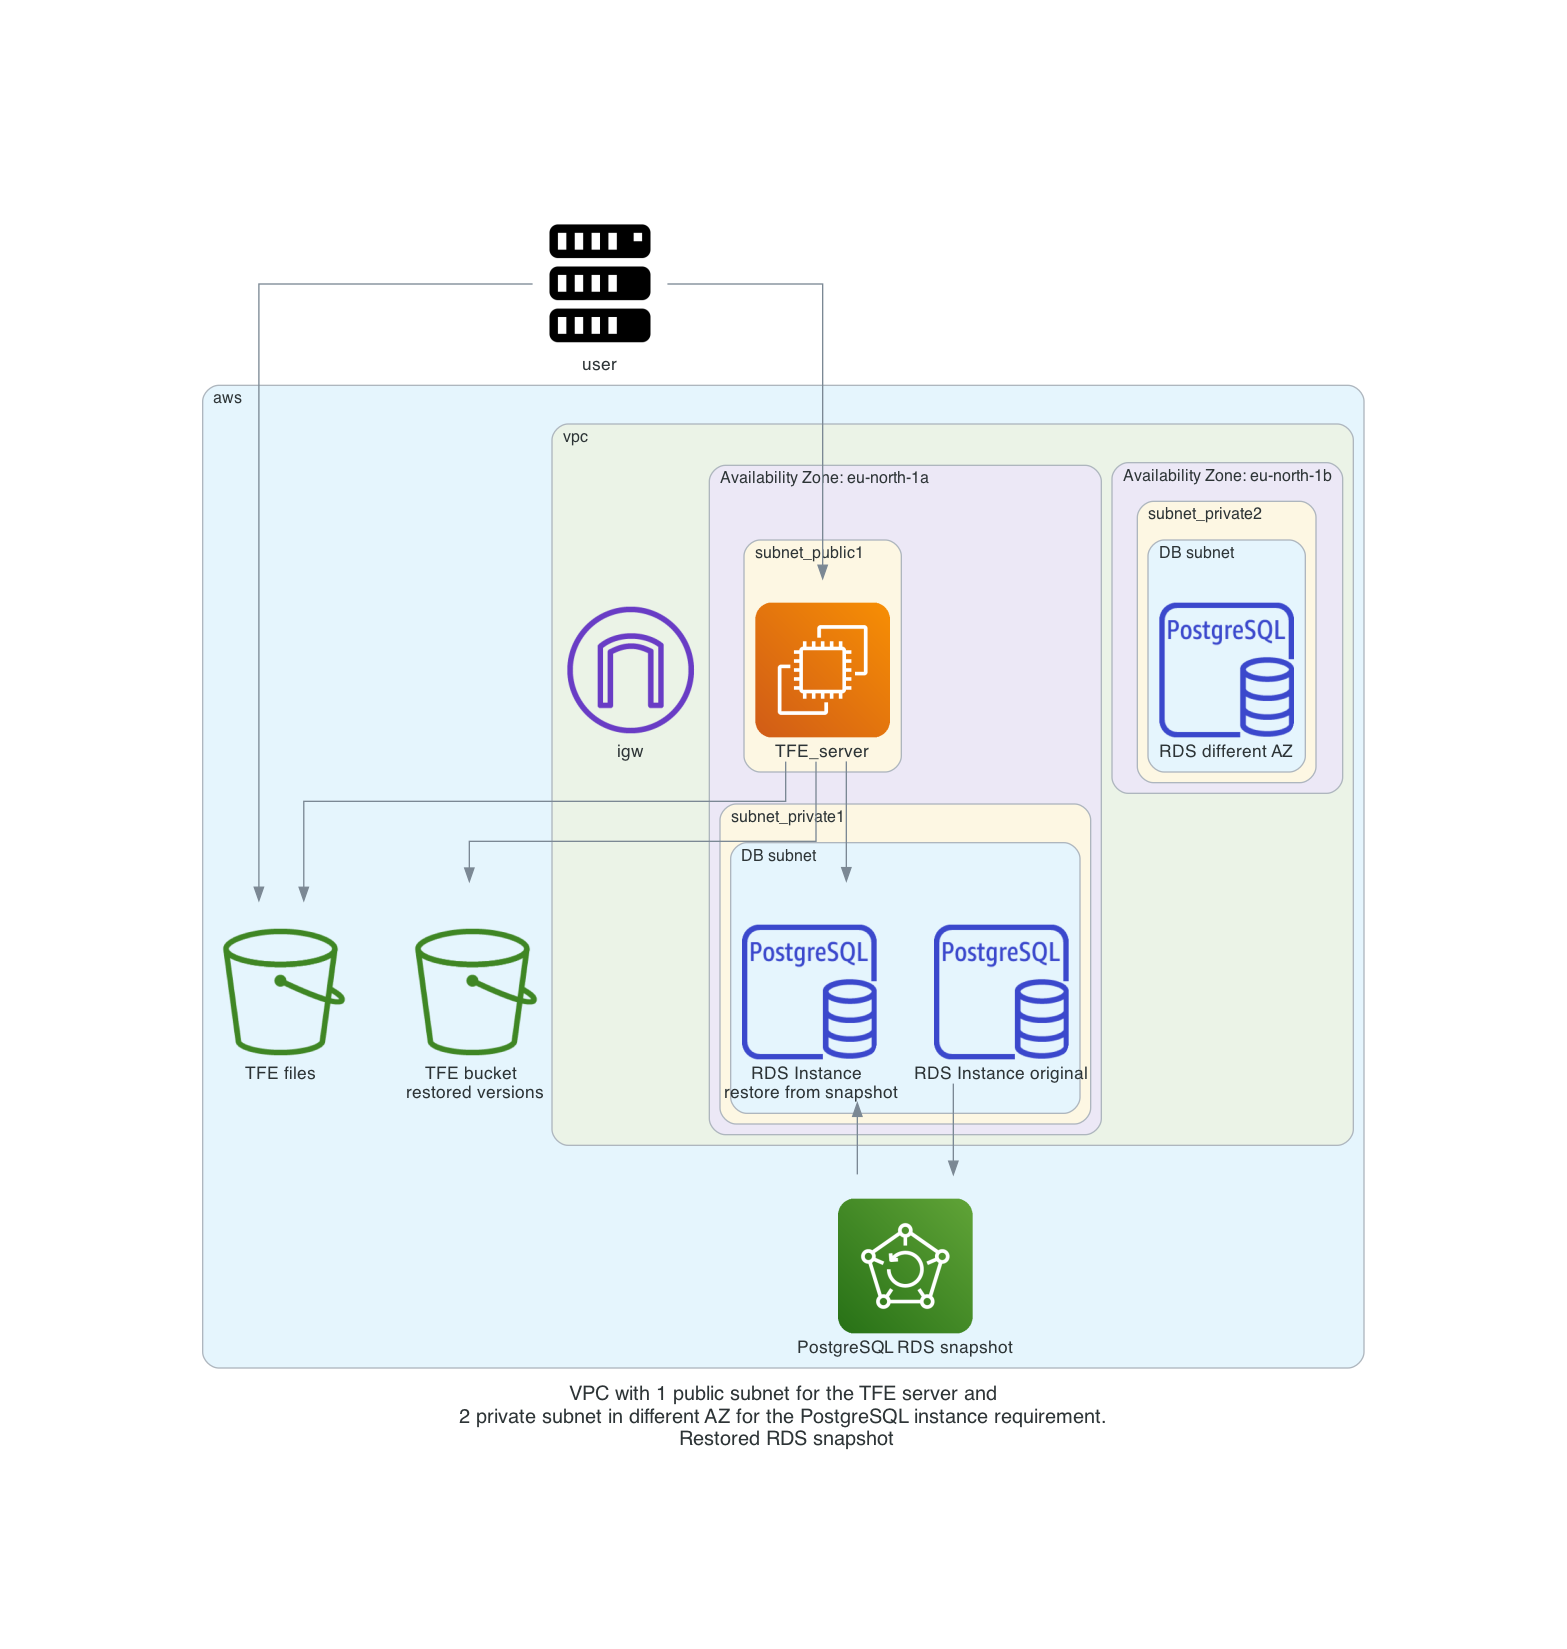 user
aws
vpc
Availability Zone: eu-north-1a
Availability Zone: eu-north-1b
subnet_private2
subnet_public1
DB subnet
PostgreSQL
igw
TFE_server
RDS different AZ
subnet_private1
DB subnet
PostgreSQL
PostgreSQL
TFE files
TFE bucket
restored versions
RDS Instance
restore from snapshot
RDS Instance original
PostgreSQL RDS snapshot
VPC with 1 public subnet for the TFE server and
2 private subnet in different AZ for the PostgreSQL instance requirement.
Restored RDS snapshot